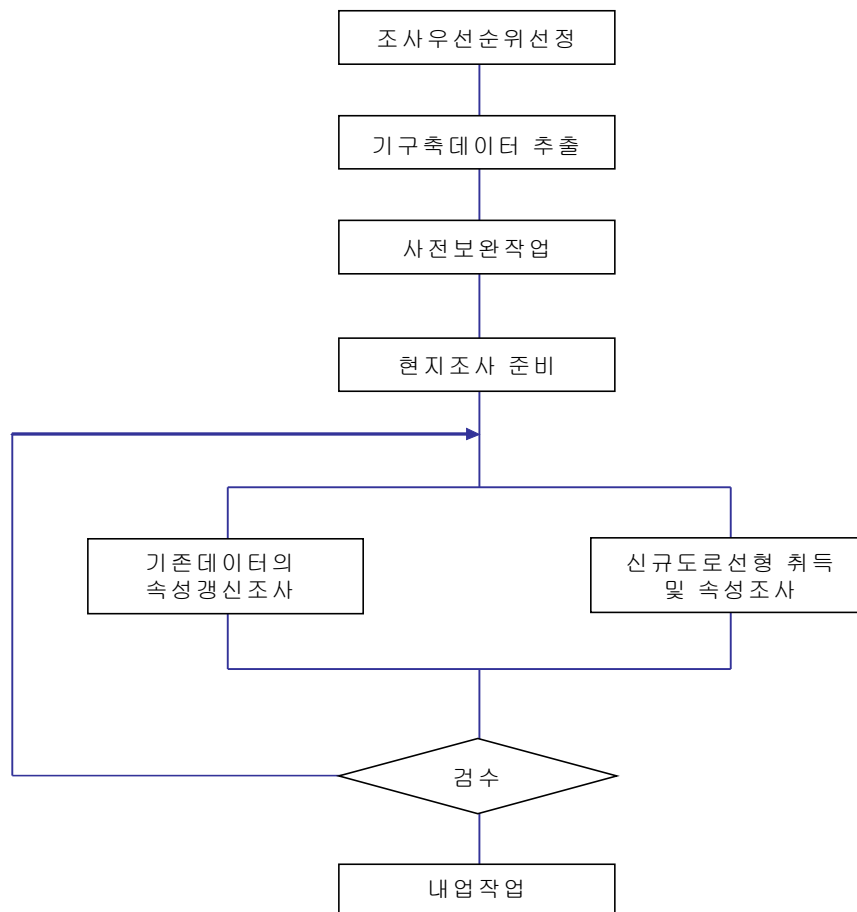 조사우선순위선정
기구축데이터 추출
사전보완작업
현지조사 준비
기존데이터의
속성갱신조사
신규도로선형 취득
및 속성조사
검수
내업작업